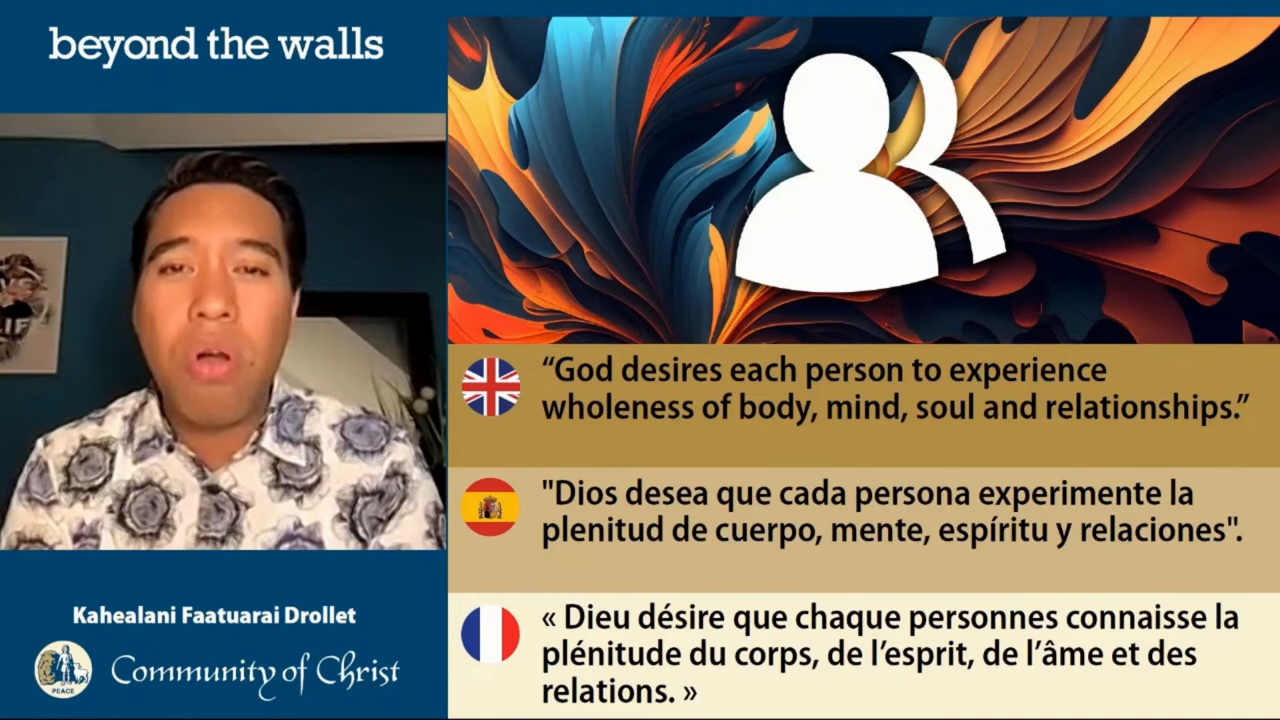 beyond the walls
LIF
Kahealani Faatuarai Drollet
PEACE
Community of Christ
“God desires each person to experience
wholeness of body, mind, soul and relationships.”
"Dios desea que cada persona experimente la
plenitud de cuerpo, mente, espíritu y relaciones".
« Dieu désire que chaque personnes connaisse la
plénitude du corps, de l’esprit, de l’âme et des
relations. »